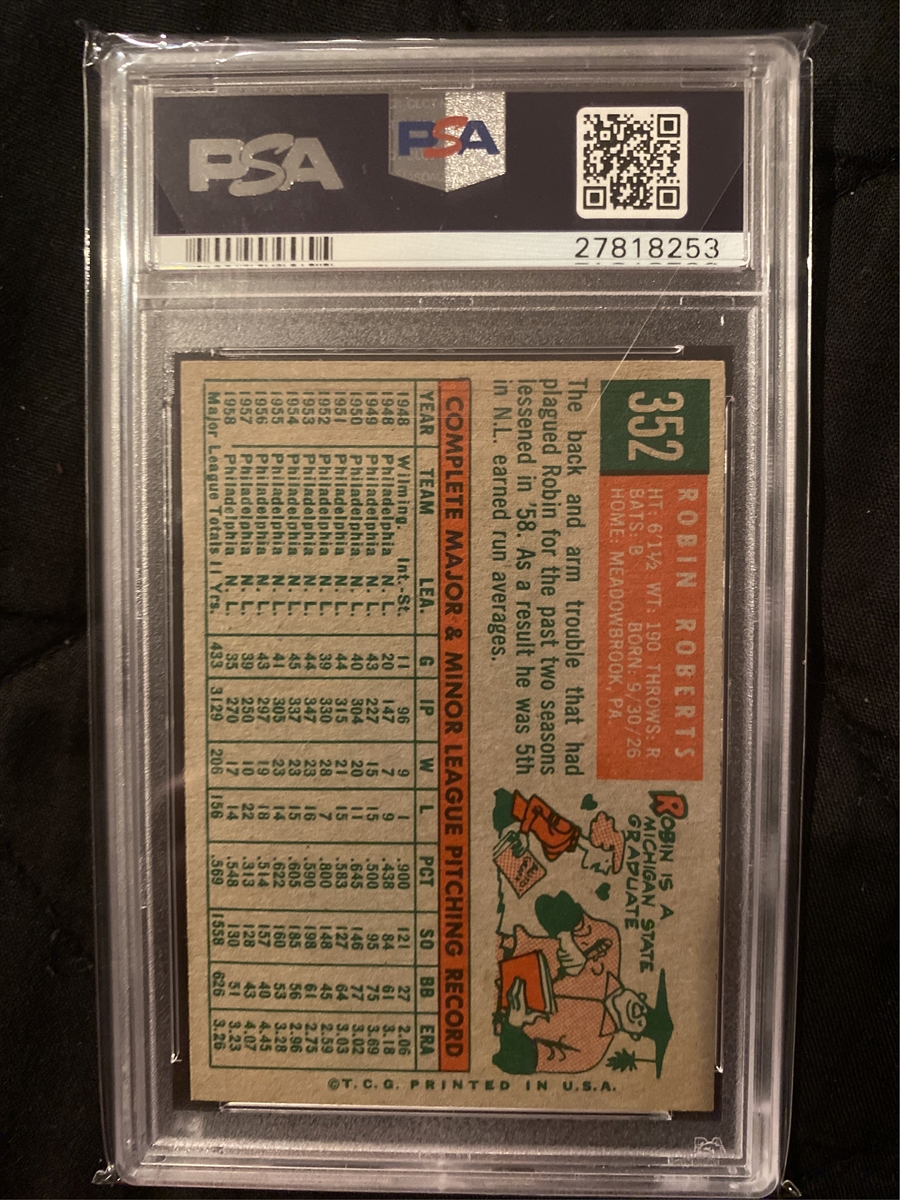 PSA
PSA
27818253
352
ROBIN ROBERTS
HT: 6'1½ WT: 190 THROWS: R
BATS: B BORN: 9/30/26
HOME: MEADOWBROOK, PA.
The back and arm trouble that had
plagued Robin for the past two seasons
lessened in '58. As a result he was 5th
in N.L. earned run averages.
ROBIN IS A
MICHIGAN STATE
GRADUATE
COMPLETE MAJOR & MINOR LEAGUE PITCHING RECORD
YEAR TEAM LEA. G IP W L PCT SO BB ERA
1948 Wilming. Int.-St. 11 96 9 1 .900 121 27 2.06
1948 Philadelphia N. L. 20 147 7 9 .438 84 61 3.18
1949 Philadelphia N. L. 43 227 15 15 .500 95 75 3.69
1950 Philadelphia N. L. 40 304 20 11 .645 146 77 3.02
1951 Philadelphia N. L. 44 315 21 15 .583 127 64 3.03
1952 Philadelphia N. L. 39 330 28 7 .800 148 45 2.59
1953 Philadelphia N. L. 44 347 23 16 .590 198 61 2.75
1954 Philadelphia N. L. 45 337 23 15 .605 185 56 2.96
1955 Philadelphia N. L. 41 305 23 14 .622 160 53 3.28
1956 Philadelphia N. L. 43 297 19 18 .514 157 40 4.45
1957 Philadelphia N. L. 39 250 10 22 .313 128 43 4.07
1958 Philadelphia N. L. 35 270 17 14 .548 130 51 3.23
Major League Totals 11 Yrs. 433 3129 206 156 .569 1558 626 3.26
©T.C.G. PRINTED IN U.S.A.